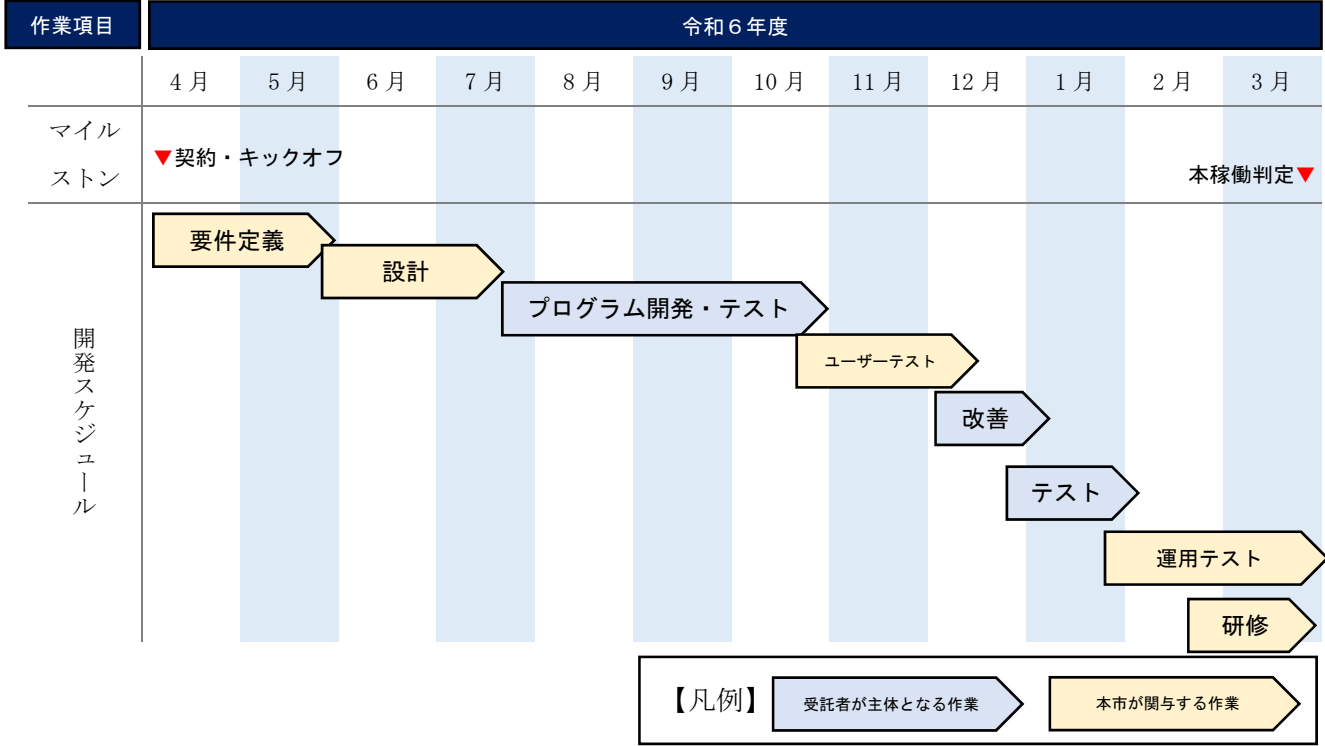 作業項目
令和６年度
４月 ５月 ６月 ７月 ８月 ９月 10月 11月 12月 １月 ２月 ３月
マイル
ストン
▼契約・キックオフ
本稼働判定▼
開発スケジュール
要件定義
設計
プログラム開発・テスト
ユーザーテスト
改善
テスト
運用テスト
研修
【凡例】
受託者が主体となる作業
本市が関与する作業